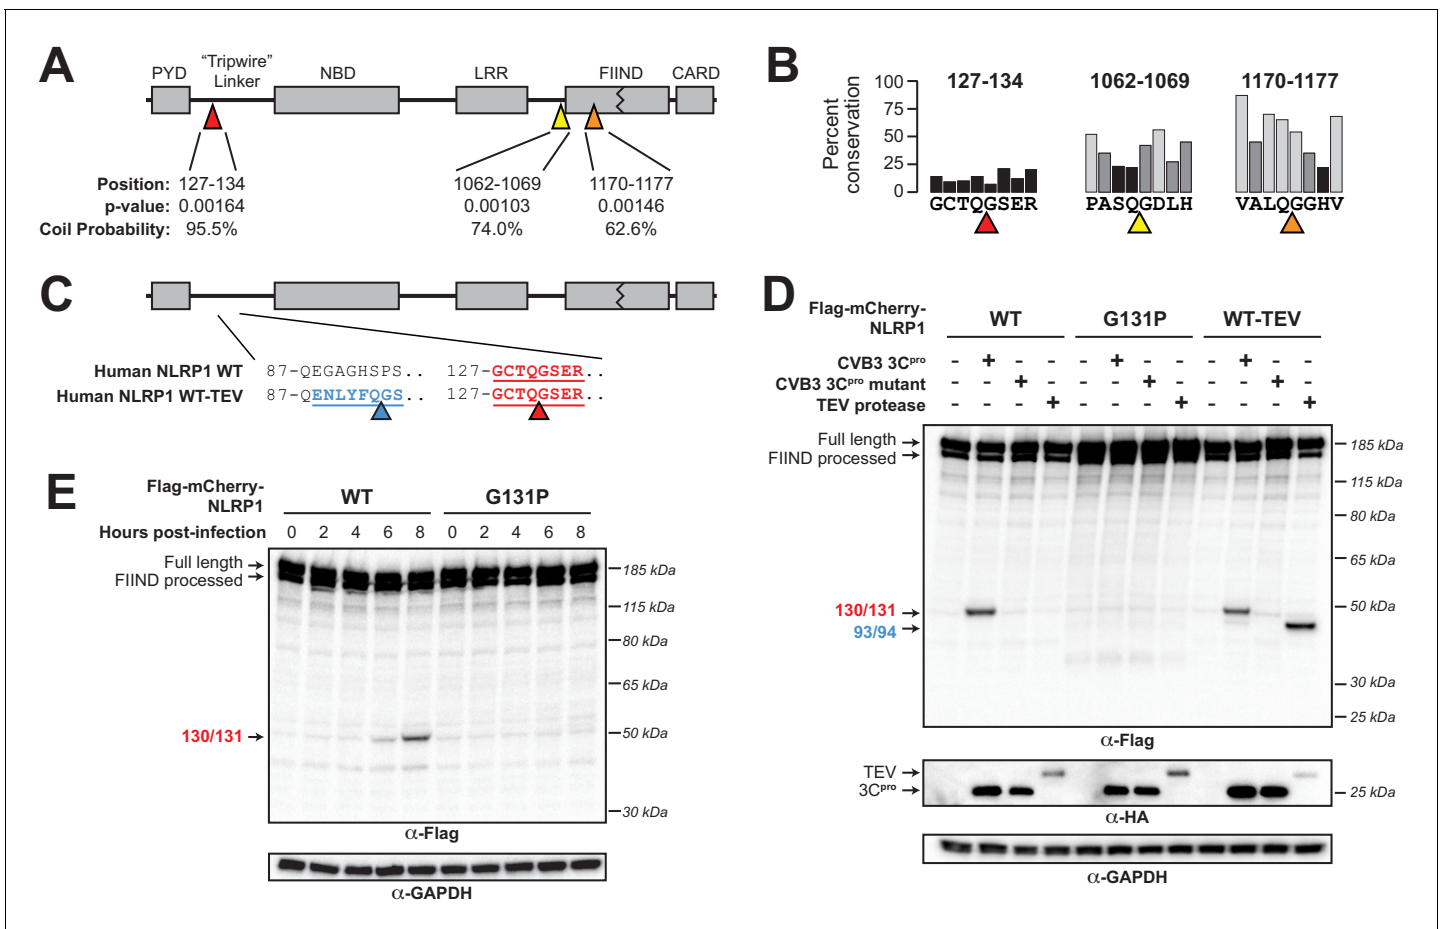 A
PYD
"Tripwire"
Linker
NBD
LRR
FIIND
CARD
Position: 127-134 1062-1069 1170-1177
p-value: 0.00164 0.00103 0.00146
Coil Probability: 95.5% 74.0% 62.6%
B
Percent
conservation
100
75
50
25
0
127-134 1062-1069 1170-1177
GCTQGSER PASQGDLH VALQGGHV
C
Human NLRP1 WT 87-QEGAGHSPS.. 127-GCTQGSER..
Human NLRP1 WT-TEV 87-QENLYFQGS.. 127-GCTQGSER..
D
Flag-mCherry-
NLRP1
WT G131P WT-TEV
CVB3 3Cpro - + - - - + - - - + - -
CVB3 3Cpro mutant - - + - - - + - - - + -
TEV protease - - - + - - - + - - - +
Full length
FIIND processed
130/131
93/94
185 kDa
115 kDa
80 kDa
65 kDa
50 kDa
30 kDa
25 kDa
α-Flag
TEV
3Cpro
25 kDa
α-HA
α-GAPDH
E
Flag-mCherry-
NLRP1
WT G131P
Hours post-infection 0 2 4 6 8 0 2 4 6 8
Full length
FIIND processed
130/131
185 kDa
115 kDa
80 kDa
65 kDa
50 kDa
30 kDa
α-Flag
α-GAPDH